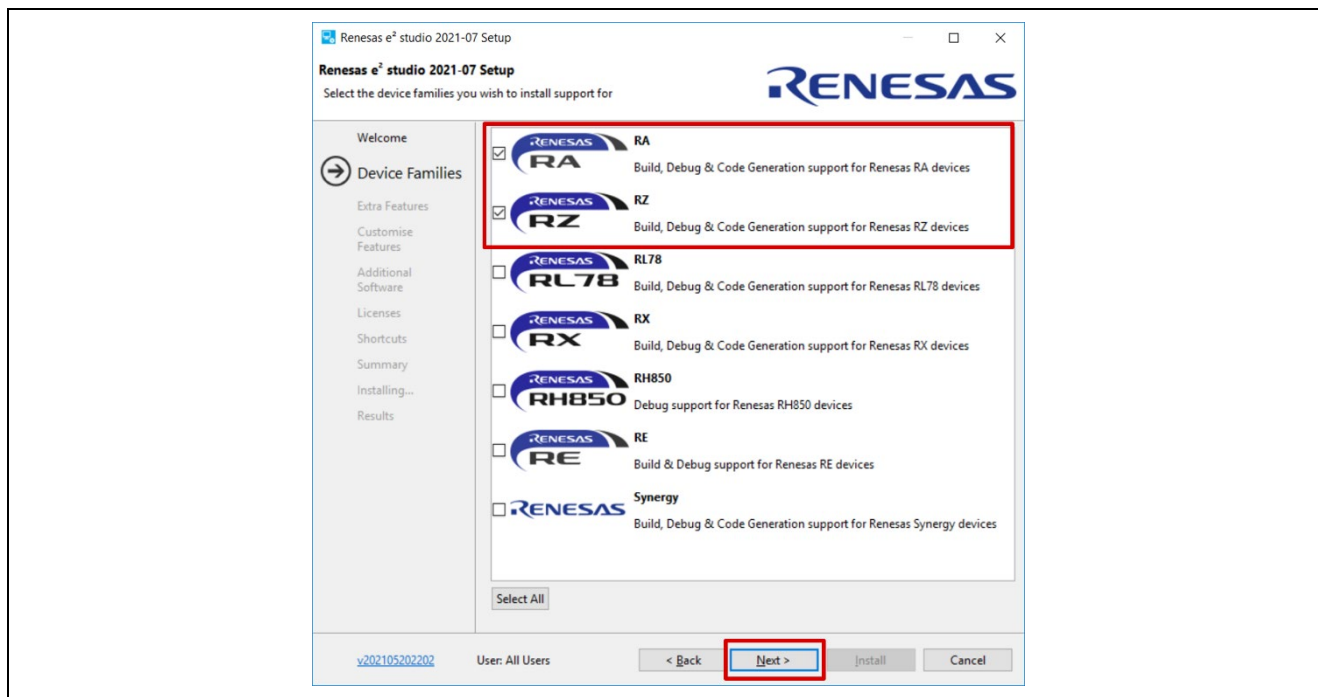 Renesas e² studio 2021-07 Setup
Renesas e² studio 2021-07 Setup
Select the device families you wish to install support for
RENESAS
Welcome
Device Families
Extra Features
Customise
Features
Additional
Software
Licenses
Shortcuts
Summary
Installing...
Results
RENESAS
RA
RA
Build, Debug & Code Generation support for Renesas RA devices
RENESAS
RZ
RZ
Build, Debug & Code Generation support for Renesas RZ devices
RENESAS
RL78
RL78
Build, Debug & Code Generation support for Renesas RL78 devices
RENESAS
RX
RX
Build, Debug & Code Generation support for Renesas RX devices
RENESAS
RH850
RH850
Debug support for Renesas RH850 devices
RENESAS
RE
RE
Build & Debug support for Renesas RE devices
RENESAS
Synergy
Build, Debug & Code Generation support for Renesas Synergy devices
Select All
v202105202202
User: All Users
< Back
Next >
Install
Cancel